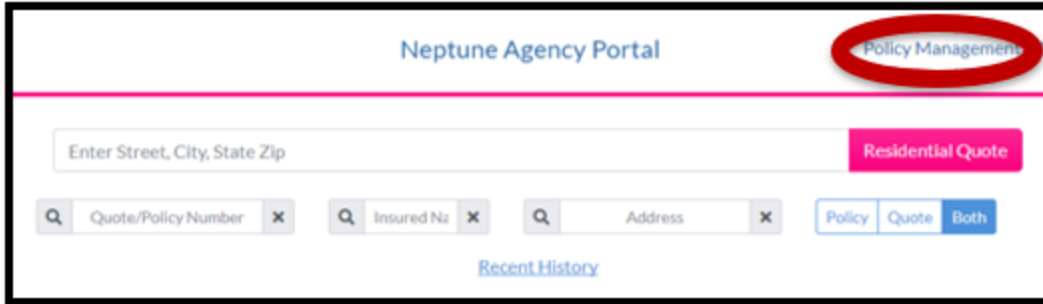 Neptune Agency Portal
Policy Management
Enter Street, City, State Zip
Residential Quote
Quote/Policy Number
Insured Na
Address
Policy Quote Both
Recent History